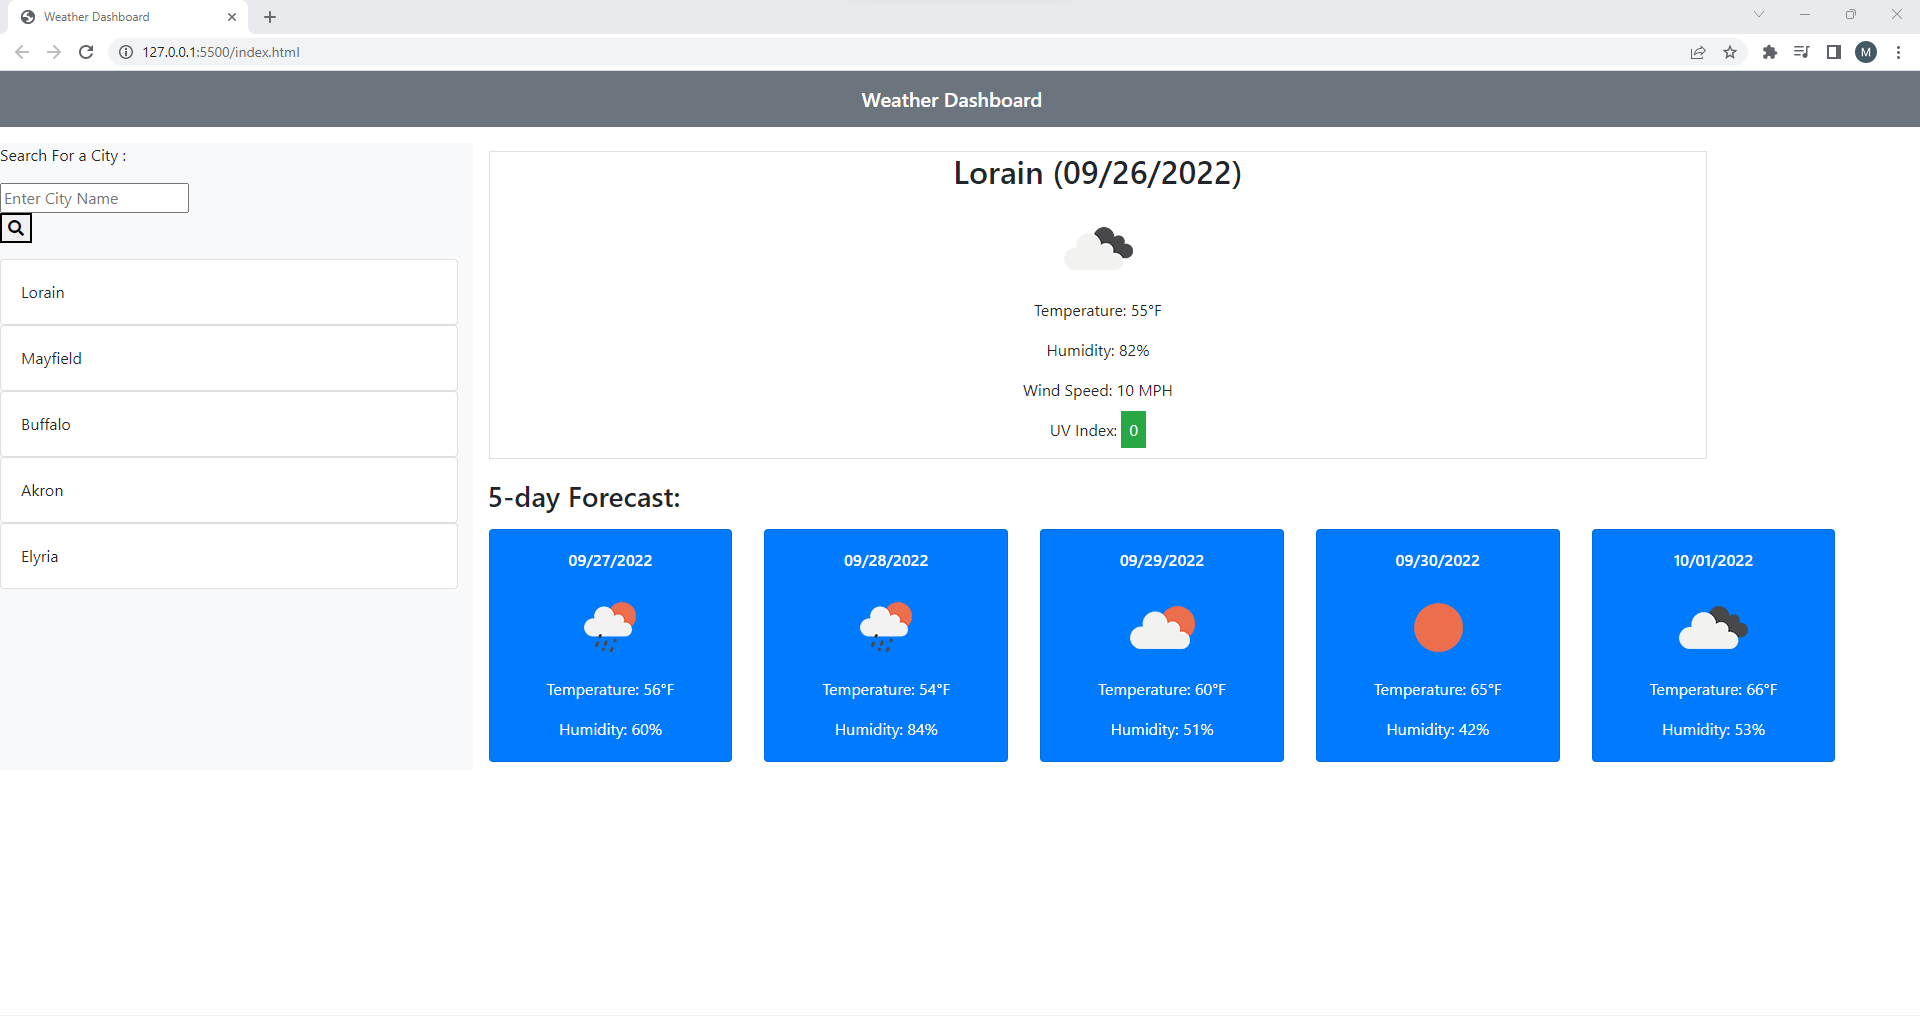 Weather Dashboard
127.0.0.1:5500/index.html
M
Weather Dashboard
Search For a City :
Enter City Name
Lorain
Mayfield
Buffalo
Akron
Elyria
Lorain (09/26/2022)
Temperature: 55°F
Humidity: 82%
Wind Speed: 10 MPH
UV Index: 0
5-day Forecast:
09/27/2022
Temperature: 56°F
Humidity: 60%
09/28/2022
Temperature: 54°F
Humidity: 84%
09/29/2022
Temperature: 60°F
Humidity: 51%
09/30/2022
Temperature: 65°F
Humidity: 42%
10/01/2022
Temperature: 66°F
Humidity: 53%